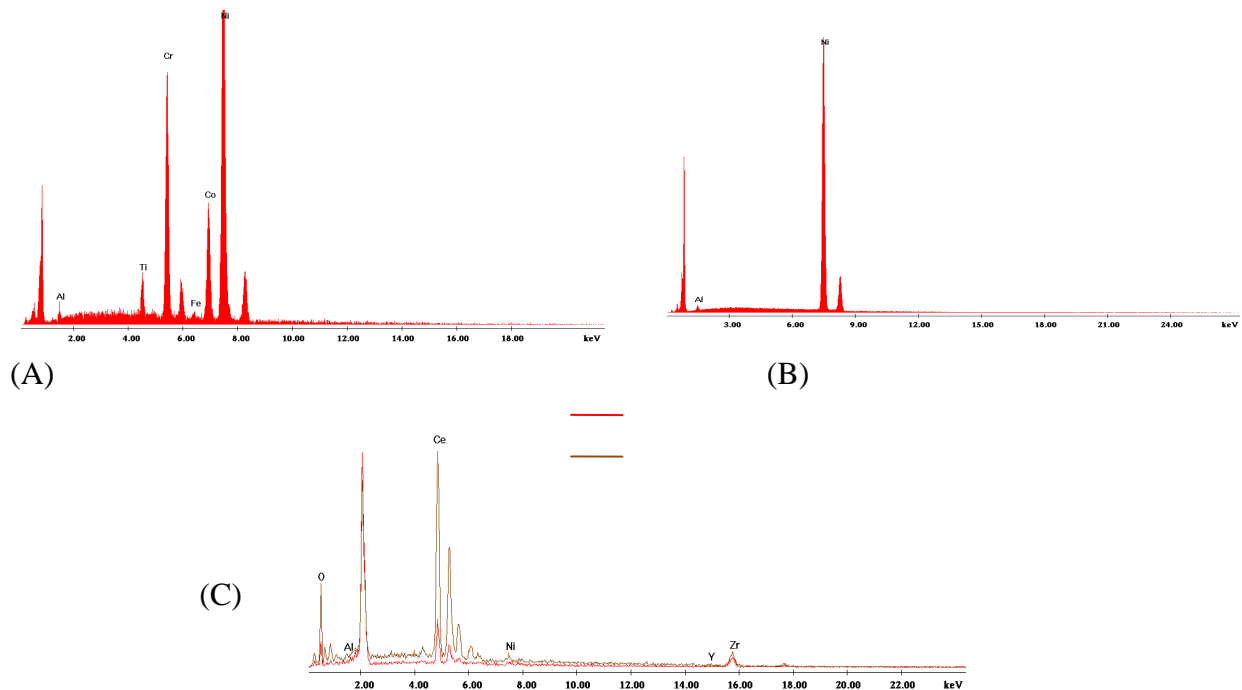 Ni
Cr
Co
Ti
Al
Fe
2.00 4.00 6.00 8.00 10.00 12.00 14.00 16.00 18.00 keV
(A)
Ni
Al
3.00 6.00 9.00 12.00 15.00 18.00 21.00 24.00 keV
(B)
Ce
O
Al
Ni
Y
Zr
2.00 4.00 6.00 8.00 10.00 12.00 14.00 16.00 18.00 20.00 22.00 keV
(C)